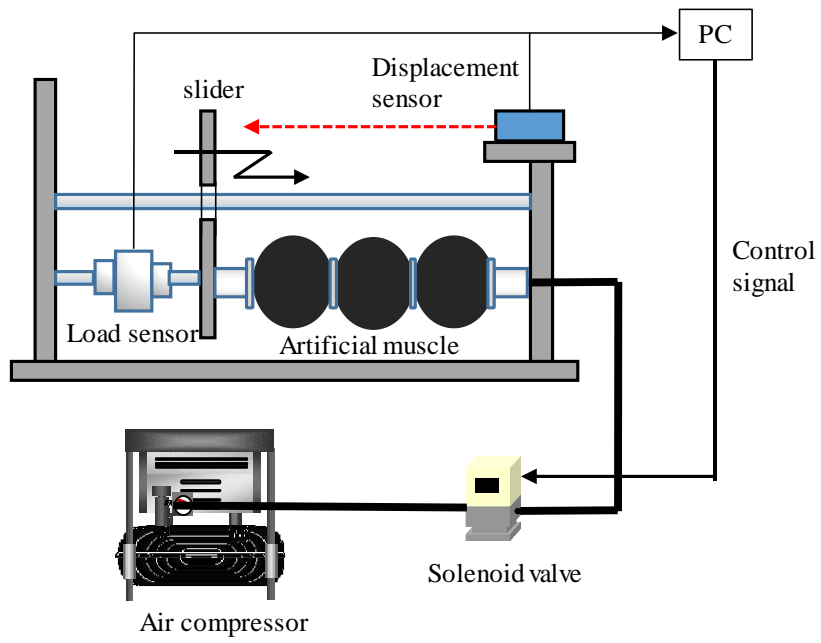 PC
Displacement
sensor
slider
Control
signal
Load sensor
Artificial muscle
Solenoid valve
Air compressor